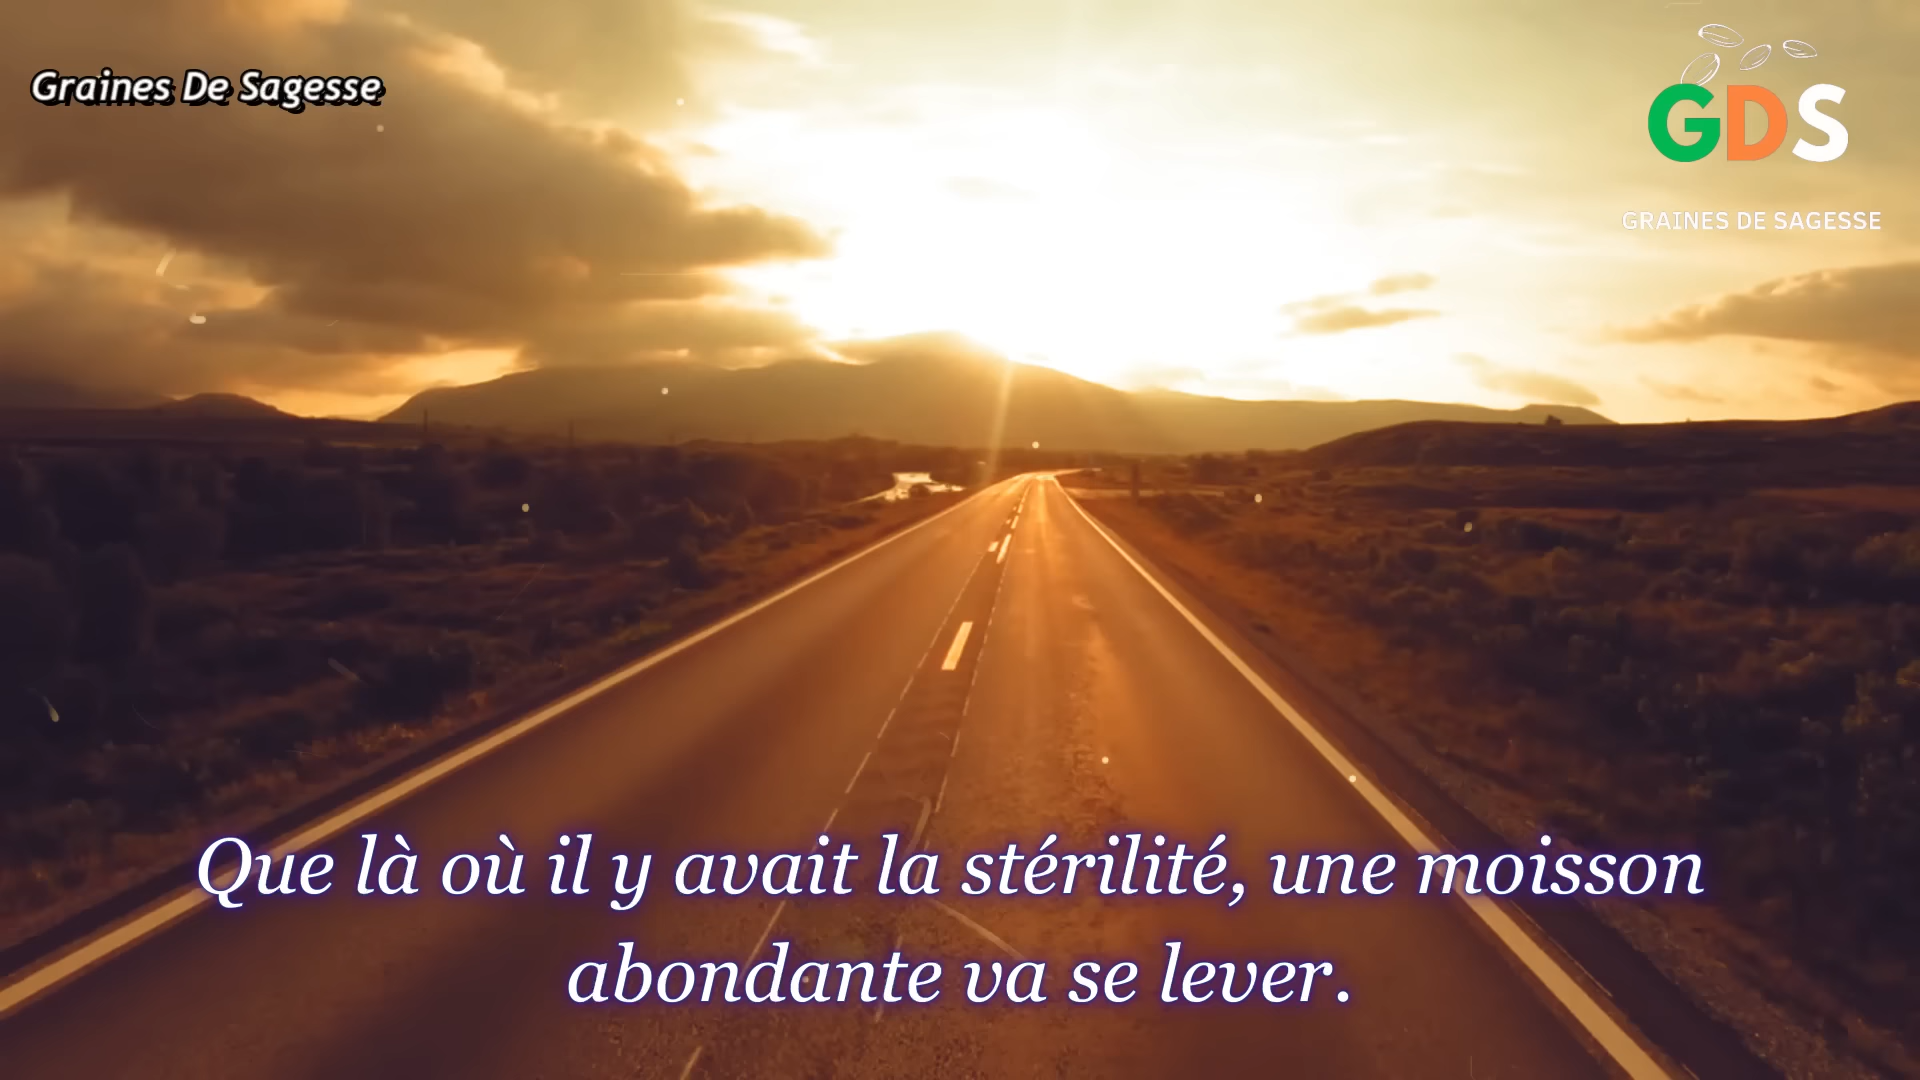 Graines De Sagesse
GDS
GRAINES DE SAGESSE
Que là où il y avait la stérilité, une moisson
abondante va se lever.